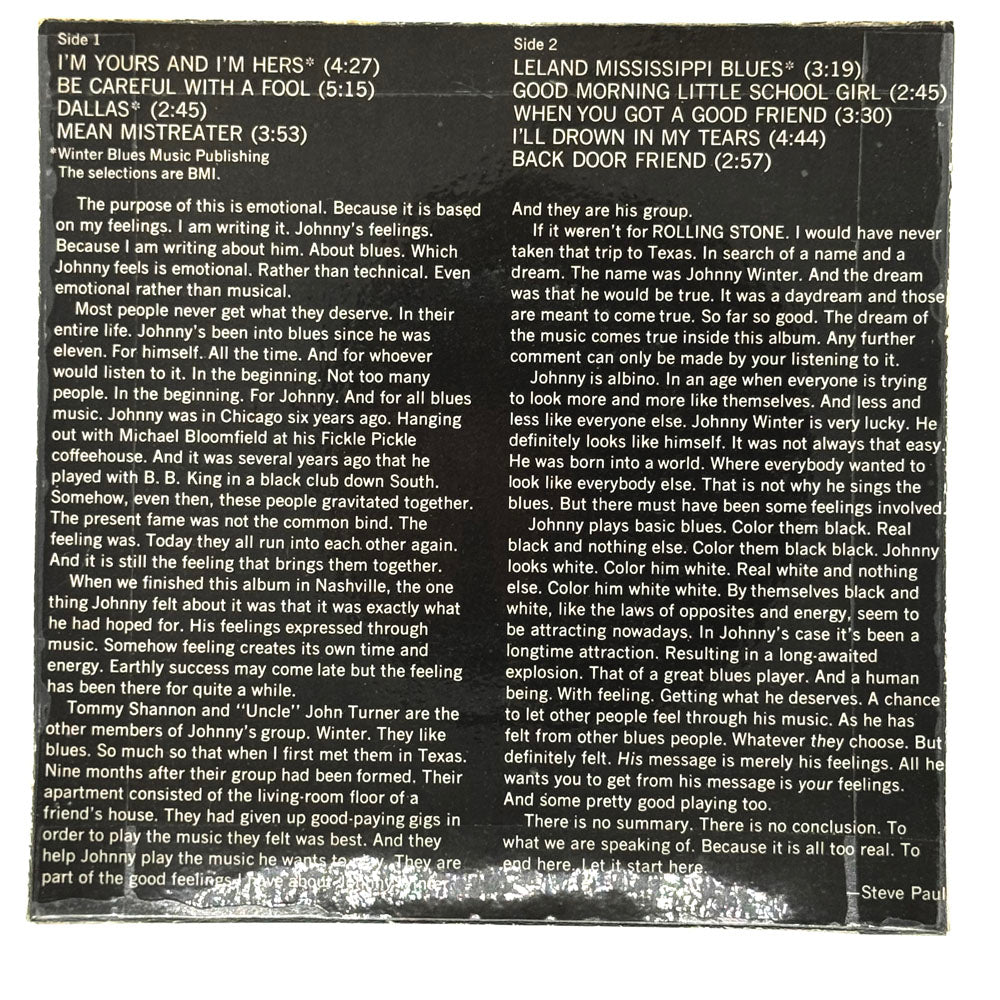 Side 1
I'M YOURS AND I'M HERS* (4:27)
BE CAREFUL WITH A FOOL (5:15)
DALLAS* (2:45)
MEAN MISTREATER (3:53)
*Winter Blues Music Publishing
The selections are BMI.
The purpose of this is emotional. Because it is based
on my feelings. I am writing it. Johnny's feelings.
Because I am writing about him. About blues. Which
Johnny feels is emotional. Rather than technical. Even
emotional rather than musical.
Most people never get what they deserve. In their
entire life. Johnny's been into blues since he was
eleven. For himself. All the time. And for whoever
would listen to it. In the beginning. Not too many
people. In the beginning. For Johnny. And for all blues
music. Johnny was in Chicago six years ago. Hanging
out with Michael Bloomfield at his Fickle Pickle
coffeehouse. And it was several years ago that he
played with B. B. King in a black club down South.
Somehow, even then, these people gravitated together.
The present fame was not the common bind. The
feeling was. Today they all run into each other again.
And it is still the feeling that brings them together.
When we finished this album in Nashville, the one
thing Johnny felt about it was that it was exactly what
he had hoped for. His feelings expressed through
music. Somehow feeling creates its own time and
energy. Earthly success may come late but the feeling
has been there for quite a while.
Tommy Shannon and "Uncle" John Turner are the
other members of Johnny's group. Winter. They like
blues. So much so that when I first met them in Texas.
Nine months after their group had been formed. Their
apartment consisted of the living-room floor of a
friend's house. They had given up good-paying gigs in
order to play the music they felt was best. And they
help Johnny play the music he wants to play. They are
part of the good feelings I have about Johnny Winter.
Side 2
LELAND MISSISSIPPI BLUES* (3:19)
GOOD MORNING LITTLE SCHOOL GIRL (2:45)
WHEN YOU GOT A GOOD FRIEND (3:30)
I'LL DROWN IN MY TEARS (4:44)
BACK DOOR FRIEND (2:57)
And they are his group.
If it weren't for ROLLING STONE. I would have never
taken that trip to Texas. In search of a name and a
dream. The name was Johnny Winter. And the dream
was that he would be true. It was a daydream and those
are meant to come true. So far so good. The dream of
the music comes true inside this album. Any further
comment can only be made by your listening to it.
Johnny is albino. In an age when everyone is trying
to look more and more like themselves. And less and
less like everyone else. Johnny Winter is very lucky. He
definitely looks like himself. It was not always that easy.
He was born into a world. Where everybody wanted to
look like everybody else. That is not why he sings the
blues. But there must have been some feelings involved.
Johnny plays basic blues. Color them black. Real
black and nothing else. Color them black black. Johnny
looks white. Color him white. Real white and nothing
else. Color him white white. By themselves black and
white, like the laws of opposites and energy, seem to
be attracting nowadays. In Johnny's case it's been a
longtime attraction. Resulting in a long-awaited
explosion. That of a great blues player. And a human
being. With feeling. Getting what he deserves. A chance
to let other people feel through his music. As he has
felt from other blues people. Whatever they choose. But
definitely felt. His message is merely his feelings. All he
wants you to get from his message is your feelings.
And some pretty good playing too.
There is no summary. There is no conclusion. To
what we are speaking of. Because it is all too real. To
end here. Let it start here.
—Steve Paul